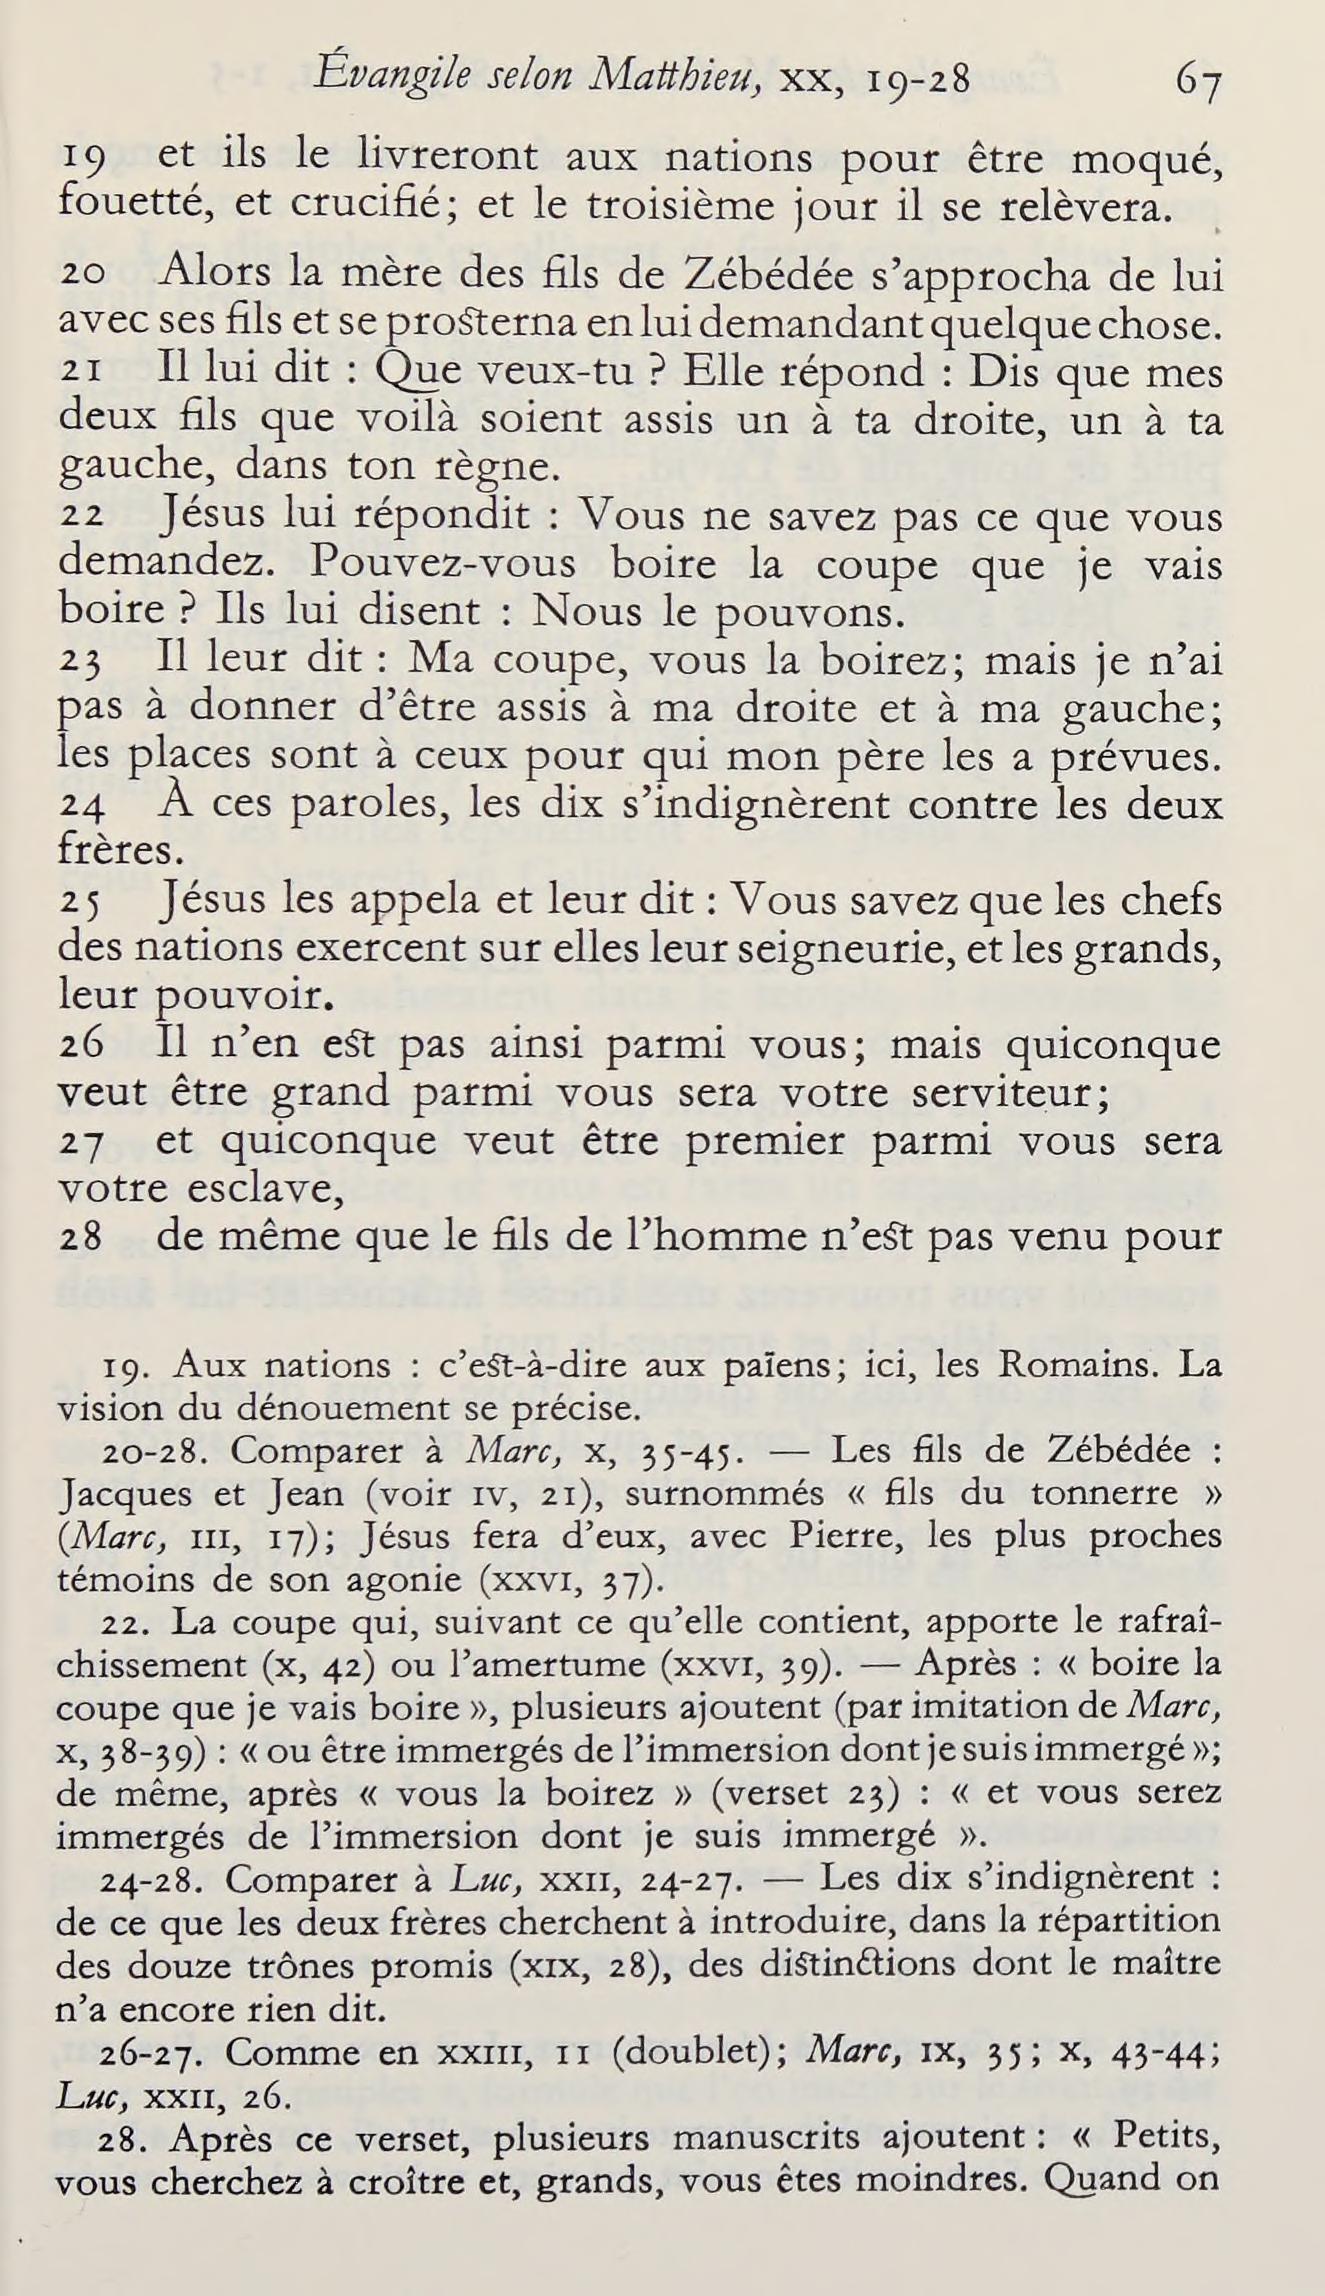 Évangile selon Matthieu, XX, 19-28 67
19 et ils le livreront aux nations pour être moqué,
fouetté, et crucifié; et le troisième jour il se relèvera.
20 Alors la mère des fils de Zébédée s’approcha de lui
avec ses fils et se prosterna en lui demandant quelque chose.
21 Il lui dit : Que veux-tu ? Elle répond : Dis que mes
deux fils que voilà soient assis un à ta droite, un à ta
gauche, dans ton règne.
22 Jésus lui répondit : Vous ne savez pas ce que vous
demandez. Pouvez-vous boire la coupe que je vais
boire ? Ils lui disent : Nous le pouvons.
23 Il leur dit : Ma coupe, vous la boirez; mais je n’ai
pas à donner d’être assis à ma droite et à ma gauche;
les places sont à ceux pour qui mon père les a prévues.
24 À ces paroles, les dix s’indignèrent contre les deux
frères.
25 Jésus les appela et leur dit : Vous savez que les chefs
des nations exercent sur elles leur seigneurie, et les grands,
leur pouvoir.
26 Il n’en est pas ainsi parmi vous; mais quiconque
veut être grand parmi vous sera votre serviteur;
27 et quiconque veut être premier parmi vous sera
votre esclave,
28 de même que le fils de l’homme n’est pas venu pour
19. Aux nations : c’est-à-dire aux païens; ici, les Romains. La
vision du dénouement se précise.
20-28. Comparer à Marc, X, 35-45. — Les fils de Zébédée :
Jacques et Jean (voir IV, 21), surnommés « fils du tonnerre »
(Marc, III, 17); Jésus fera d’eux, avec Pierre, les plus proches
témoins de son agonie (XXVI, 37).
22. La coupe qui, suivant ce qu’elle contient, apporte le rafraî-
chissement (X, 42) ou l’amertume (XXVI, 39). — Après : « boire la
coupe que je vais boire », plusieurs ajoutent (par imitation de Marc,
X, 38-39) : « ou être immergés de l’immersion dont je suis immergé »;
de même, après « vous la boirez » (verset 23) : « et vous serez
immergés de l’immersion dont je suis immergé ».
24-28. Comparer à Luc, XXII, 24-27. — Les dix s’indignèrent :
de ce que les deux frères cherchent à introduire, dans la répartition
des douze trônes promis (XIX, 28), des distinctions dont le maître
n’a encore rien dit.
26-27. Comme en XXIII, 11 (doublet); Marc, IX, 35; X, 43-44;
Luc, XXII, 26.
28. Après ce verset, plusieurs manuscrits ajoutent : « Petits,
vous cherchez à croître et, grands, vous êtes moindres. Quand on